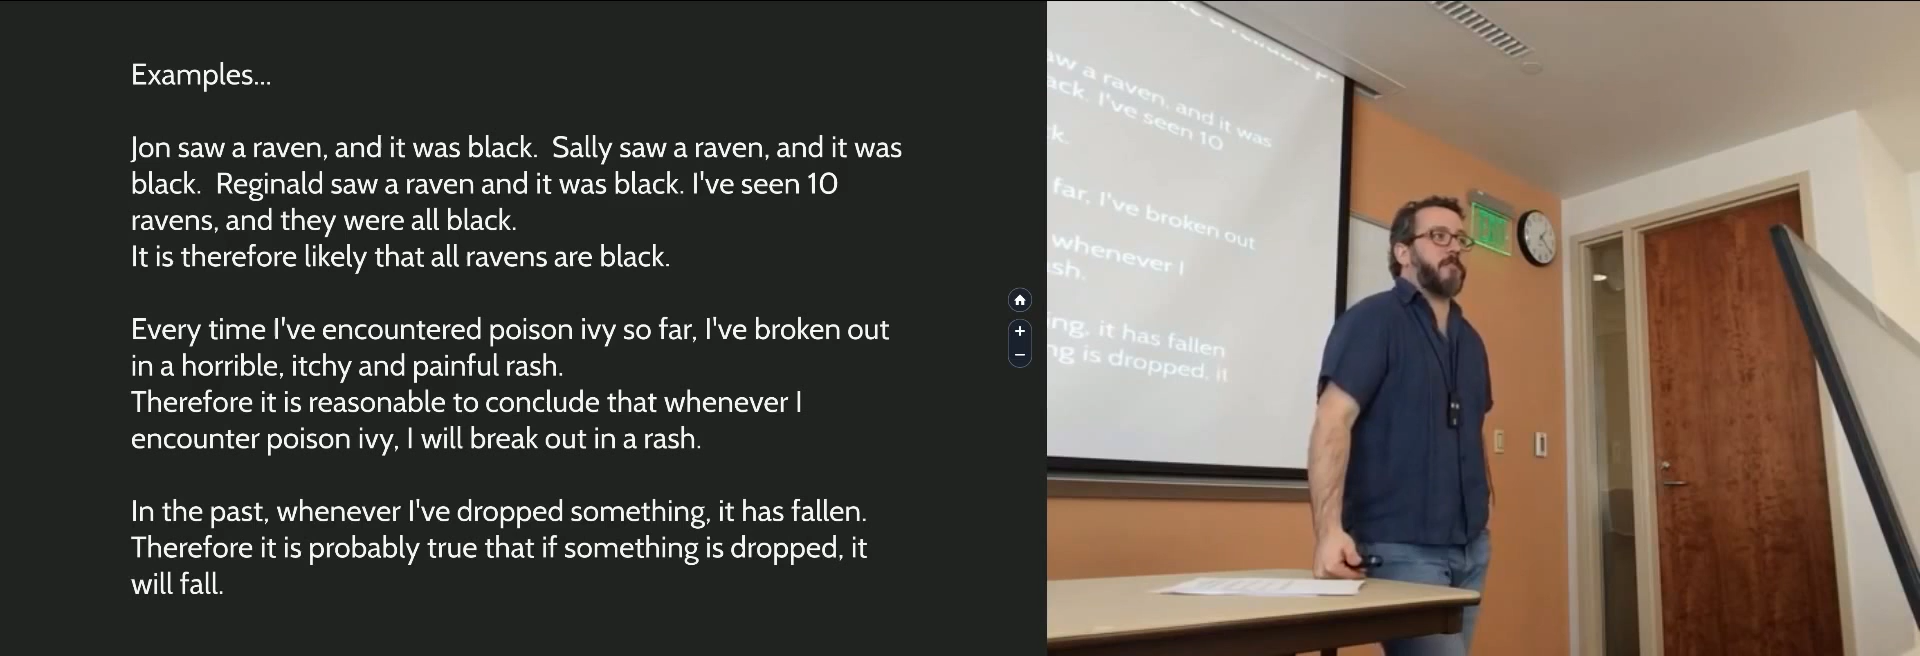 Examples...
Jon saw a raven, and it was black.  Sally saw a raven, and it was
black.  Reginald saw a raven and it was black. I've seen 10
ravens, and they were all black.
It is therefore likely that all ravens are black.
Every time I've encountered poison ivy so far, I've broken out
in a horrible, itchy and painful rash.
Therefore it is reasonable to conclude that whenever I
encounter poison ivy, I will break out in a rash.
In the past, whenever I've dropped something, it has fallen.
Therefore it is probably true that if something is dropped, it
will fall.
aw a raven, and it was
ack. I've seen 10
k.
far, I've broken out
whenever I
sh.
ing, it has fallen
ng is dropped, it